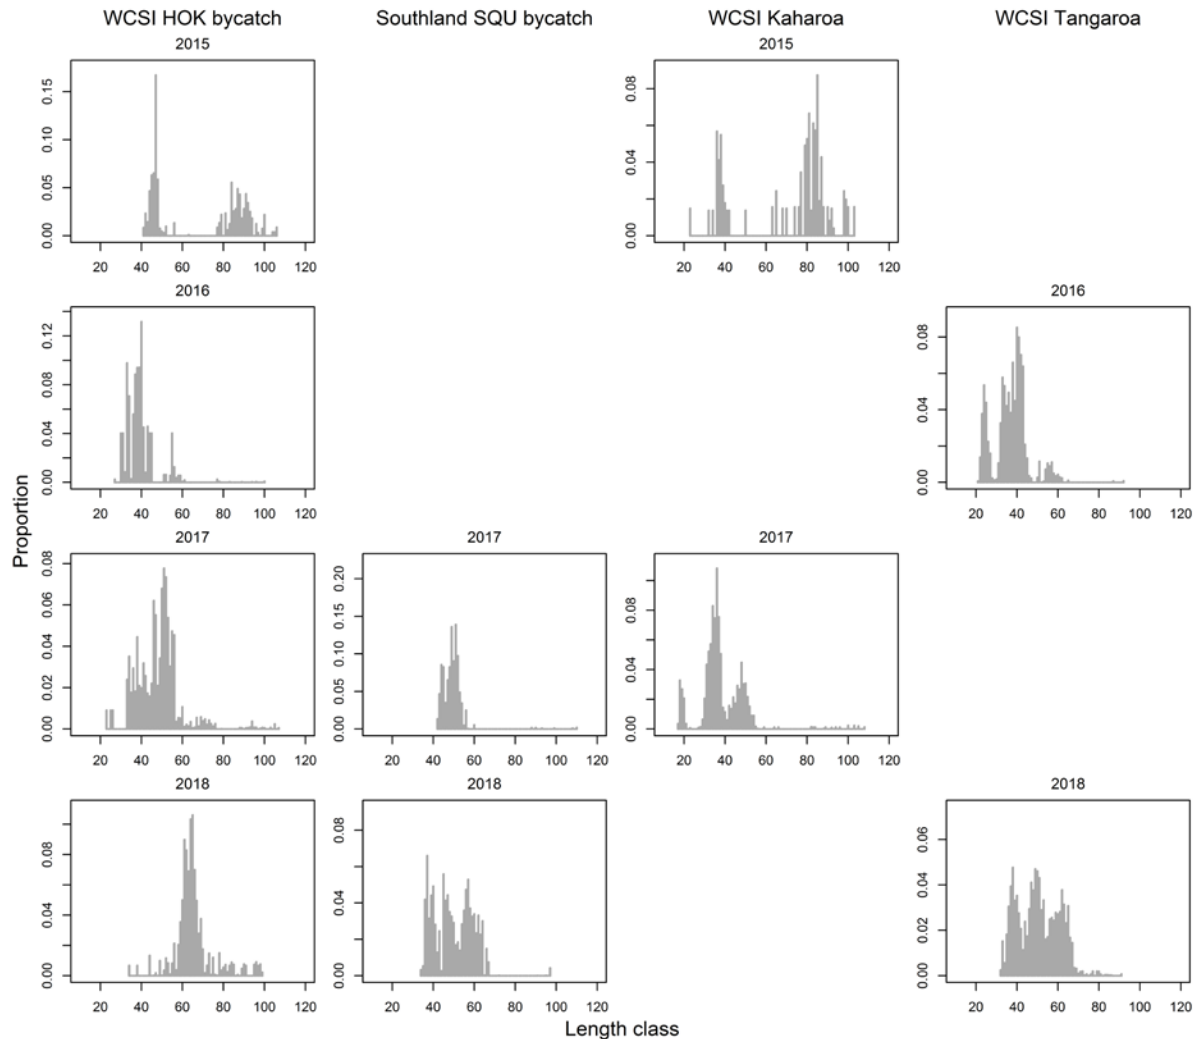 WCSI HOK bycatch Southland SQU bycatch WCSI Kaharoa WCSI Tangaroa
2015 2015
0.00 0.05 0.10 0.15
20 40 60 80 100 120
0.00 0.04 0.08
20 40 60 80 100 120
2016 2016
0.00 0.04 0.08 0.12
20 40 60 80 100 120
0.00 0.04 0.08
20 40 60 80 100 120
Proportion
2017 2017 2017
0.00 0.02 0.04 0.06 0.08
20 40 60 80 100 120
0.00 0.05 0.10 0.15 0.20
20 40 60 80 100 120
0.00 0.04 0.08
20 40 60 80 100 120
2018 2018 2018
0.00 0.04 0.08
20 40 60 80 100 120
0.00 0.04 0.08
20 40 60 80 100 120
0.00 0.02 0.04 0.06
20 40 60 80 100 120
Length class